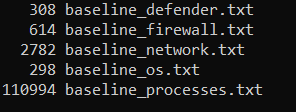 308 baseline_defender.txt
614 baseline_firewall.txt
2782 baseline_network.txt
298 baseline_os.txt
110994 baseline_processes.txt